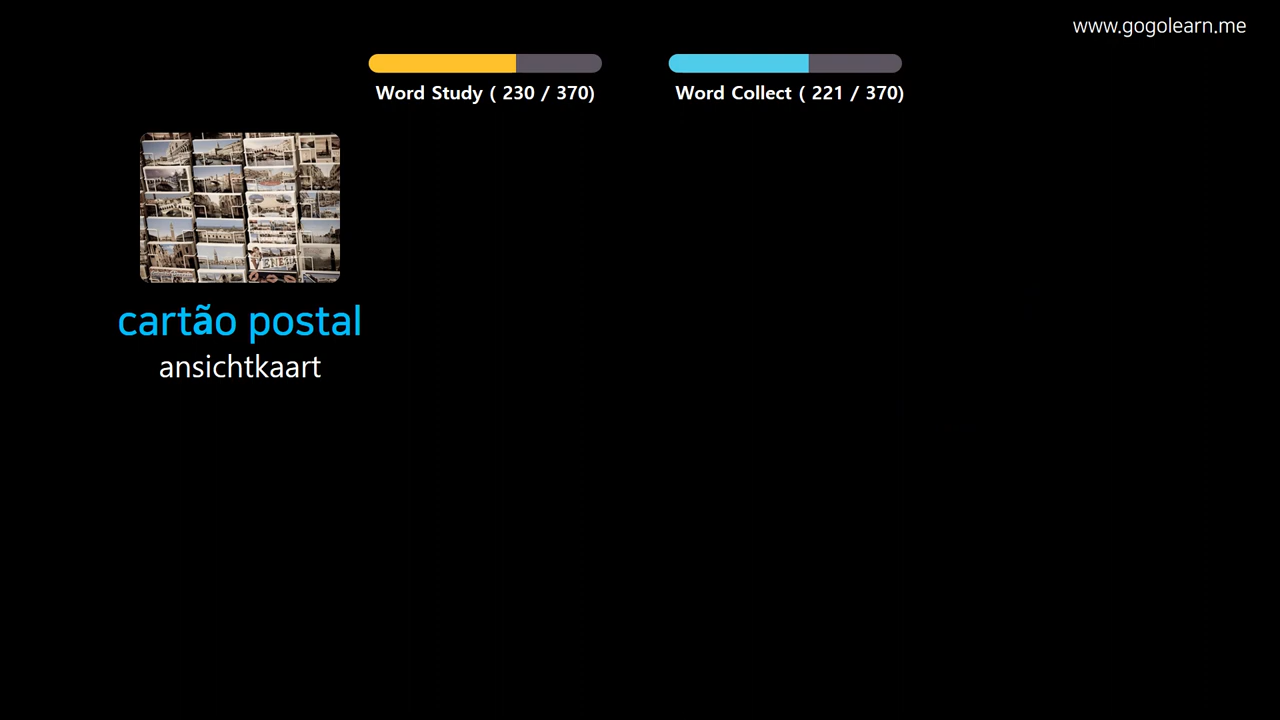 www.gogolearn.me
Word Study ( 230 / 370)
Word Collect ( 221 / 370)
cartão postal
ansichtkaart